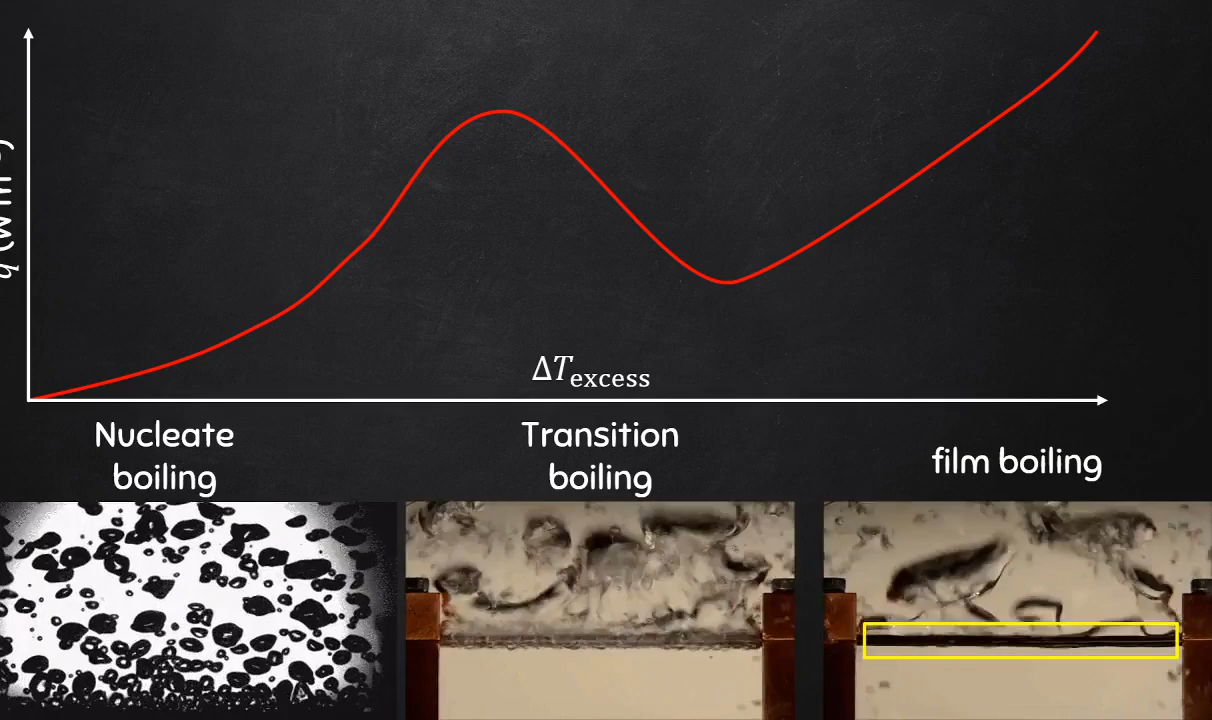 ΔT_excess
Nucleate
boiling
Transition
boiling
film boiling